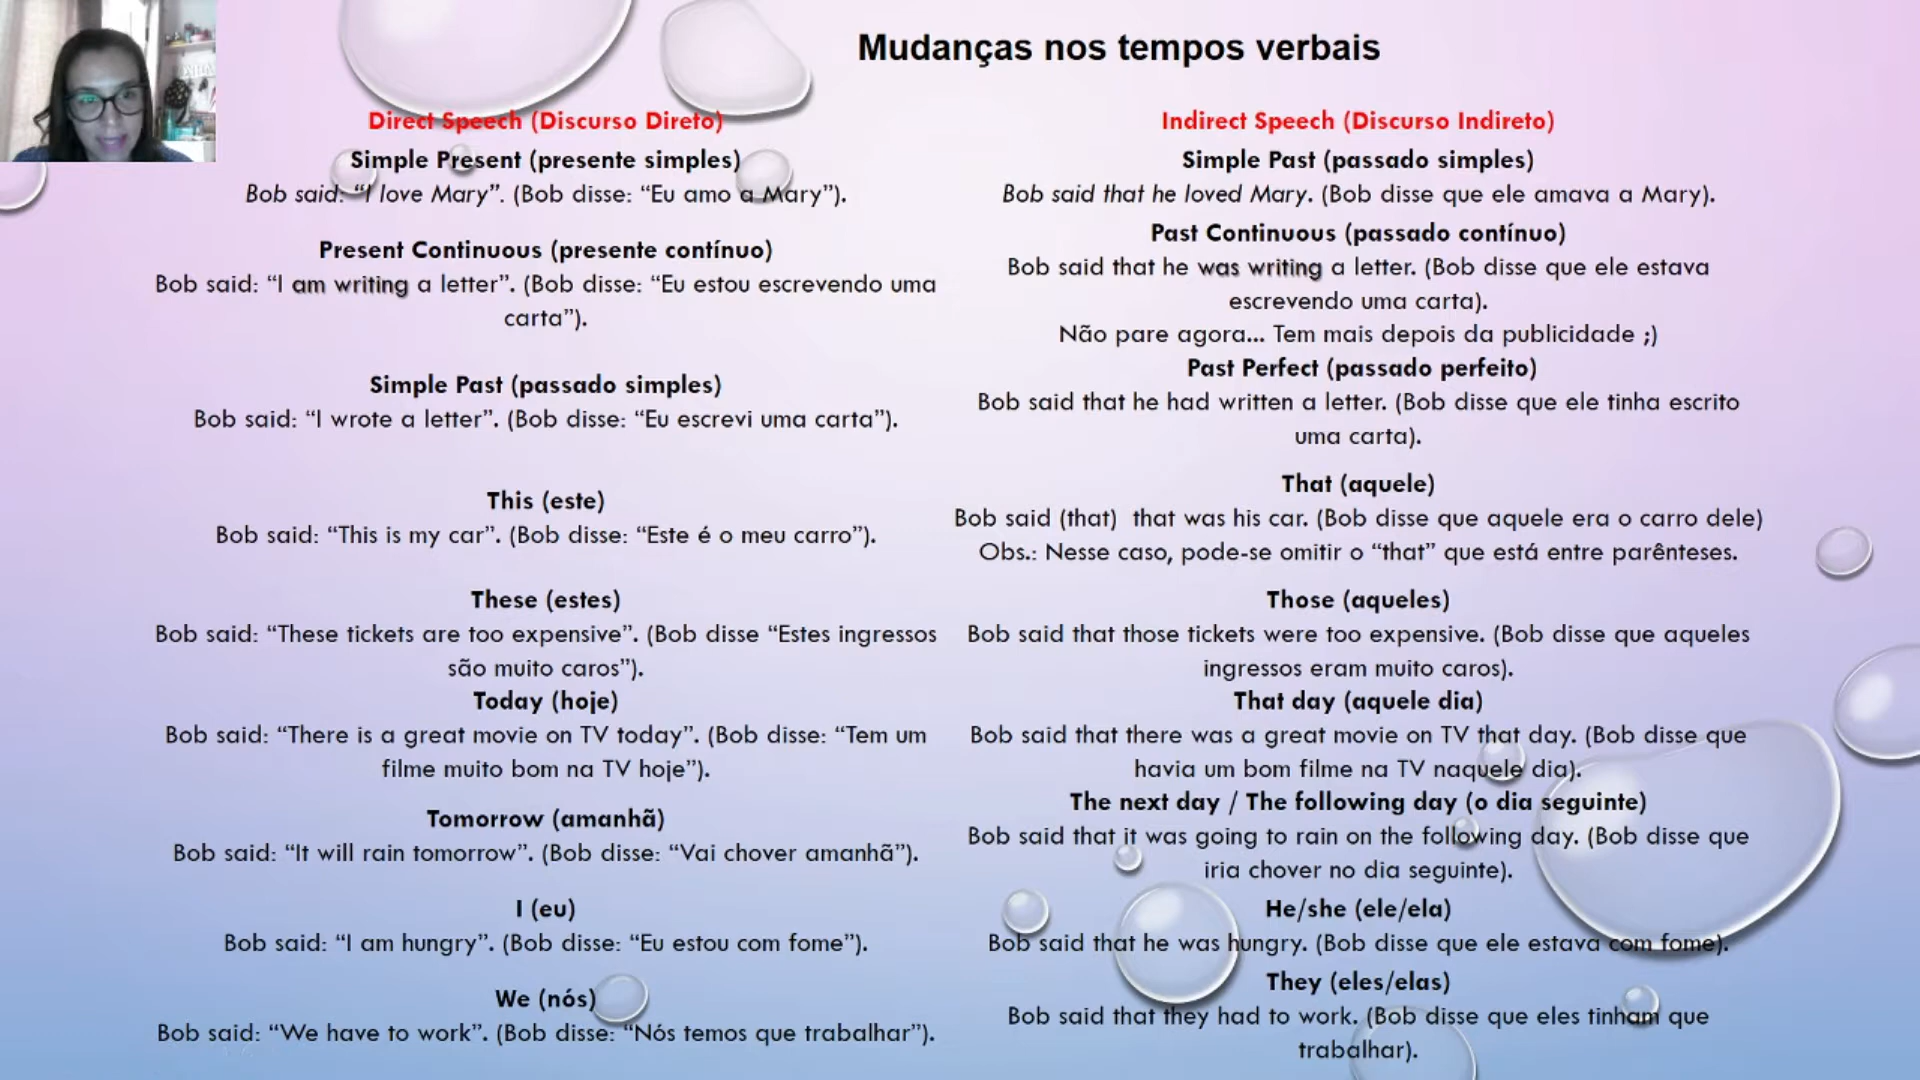 Mudanças nos tempos verbais
Direct Speech (Discurso Direto)
Simple Present (presente simples)
Bob said: “I love Mary”. (Bob disse: “Eu amo a Mary”).
Present Continuous (presente contínuo)
Bob said: “I am writing a letter”. (Bob disse: “Eu estou escrevendo uma
carta”).
Simple Past (passado simples)
Bob said: “I wrote a letter”. (Bob disse: “Eu escrevi uma carta”).
This (este)
Bob said: “This is my car”. (Bob disse: “Este é o meu carro”).
These (estes)
Bob said: “These tickets are too expensive”. (Bob disse “Estes ingressos
são muito caros”).
Today (hoje)
Bob said: “There is a great movie on TV today”. (Bob disse: “Tem um
filme muito bom na TV hoje”).
Tomorrow (amanhã)
Bob said: “It will rain tomorrow”. (Bob disse: “Vai chover amanhã”).
I (eu)
Bob said: “I am hungry”. (Bob disse: “Eu estou com fome”).
We (nós)
Bob said: “We have to work”. (Bob disse: “Nós temos que trabalhar”).
Indirect Speech (Discurso Indireto)
Simple Past (passado simples)
Bob said that he loved Mary. (Bob disse que ele amava a Mary).
Past Continuous (passado contínuo)
Bob said that he was writing a letter. (Bob disse que ele estava
escrevendo uma carta).
Não pare agora... Tem mais depois da publicidade ;)
Past Perfect (passado perfeito)
Bob said that he had written a letter. (Bob disse que ele tinha escrito
uma carta).
That (aquele)
Bob said (that) that was his car. (Bob disse que aquele era o carro dele)
Obs.: Nesse caso, pode-se omitir o “that” que está entre parênteses.
Those (aqueles)
Bob said that those tickets were too expensive. (Bob disse que aqueles
ingressos eram muito caros).
That day (aquele dia)
Bob said that there was a great movie on TV that day. (Bob disse que
havia um bom filme na TV naquele dia).
The next day / The following day (o dia seguinte)
Bob said that it was going to rain on the following day. (Bob disse que
iria chover no dia seguinte).
He/she (ele/ela)
Bob said that he was hungry. (Bob disse que ele estava com fome).
They (eles/elas)
Bob said that they had to work. (Bob disse que eles tinham que
trabalhar).